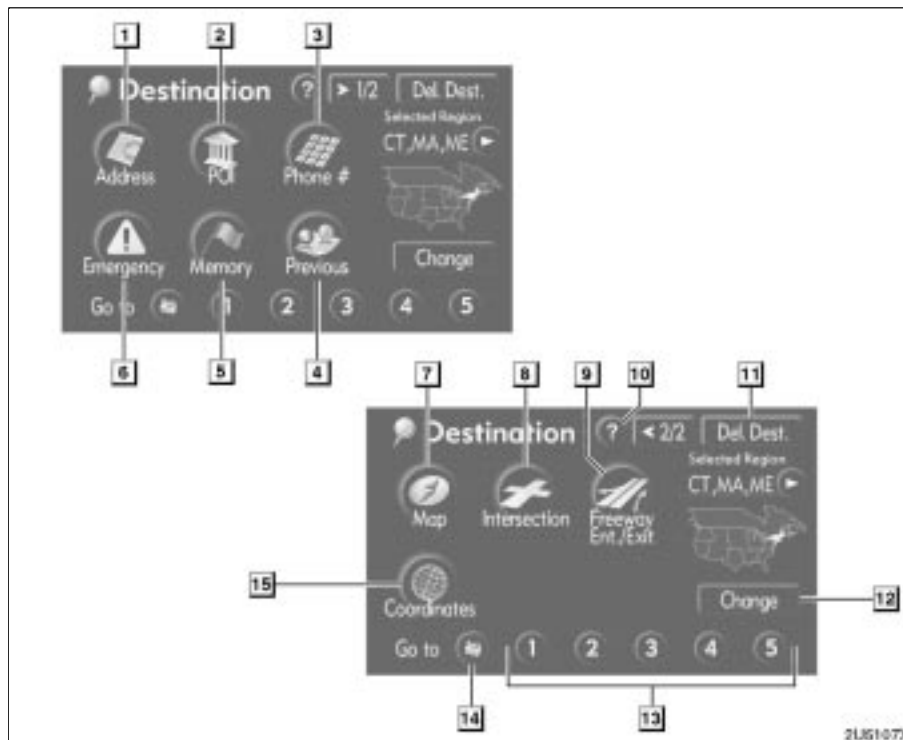 1 2 3
Destination ? > 1/2 Del. Dest.
Selected Region
CT,MA,ME
Address POI Phone #
Emergency Memory Previous Change
Go to 1 2 3 4 5
6 5 4
7 8 9 10 11
Destination ? < 2/2 Del. Dest.
Selected Region
CT,MA,ME
Map Intersection Freeway
Ent./Exit
15
Coordinates Change 12
Go to 1 2 3 4 5
14 13